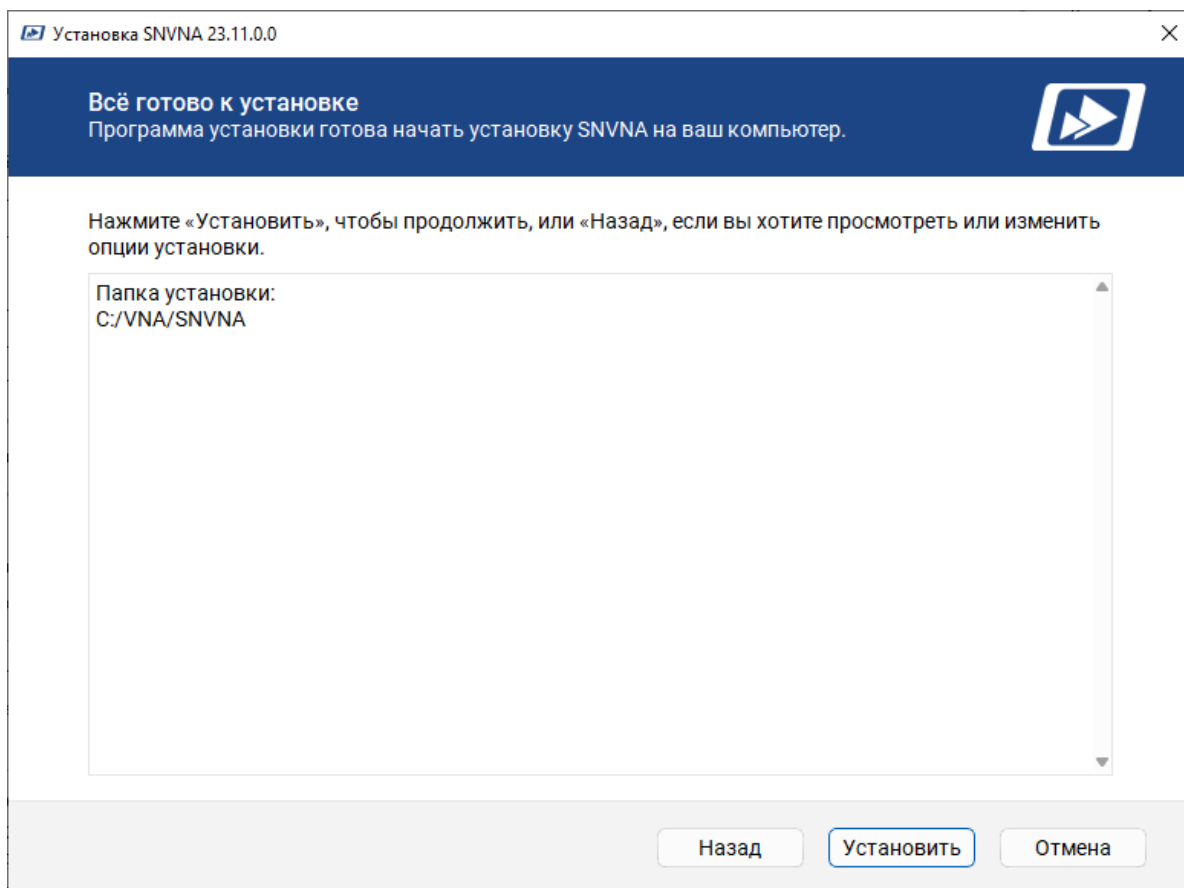 Установка SNVNA 23.11.0.0
Всё готово к установке
Программа установки готова начать установку SNVNA на ваш компьютер.
Нажмите «Установить», чтобы продолжить, или «Назад», если вы хотите просмотреть или изменить
опции установки.
Папка установки:
C:/VNA/SNVNA
Назад
Установить
Отмена